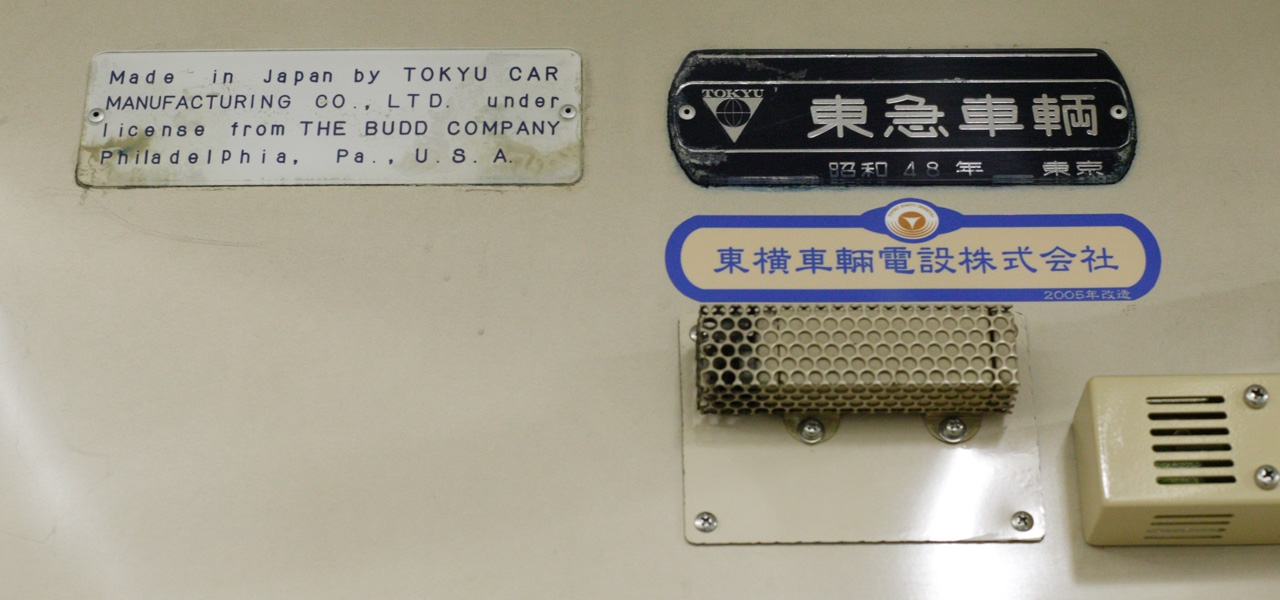 Made in Japan by TOKYU CAR
MANUFACTURING CO., LTD. under
license from THE BUDD COMPANY
Philadelphia, Pa., U.S.A.
TOKYU
東急車輛
昭和48年 東京
東横車輛電設株式会社
2005年改造